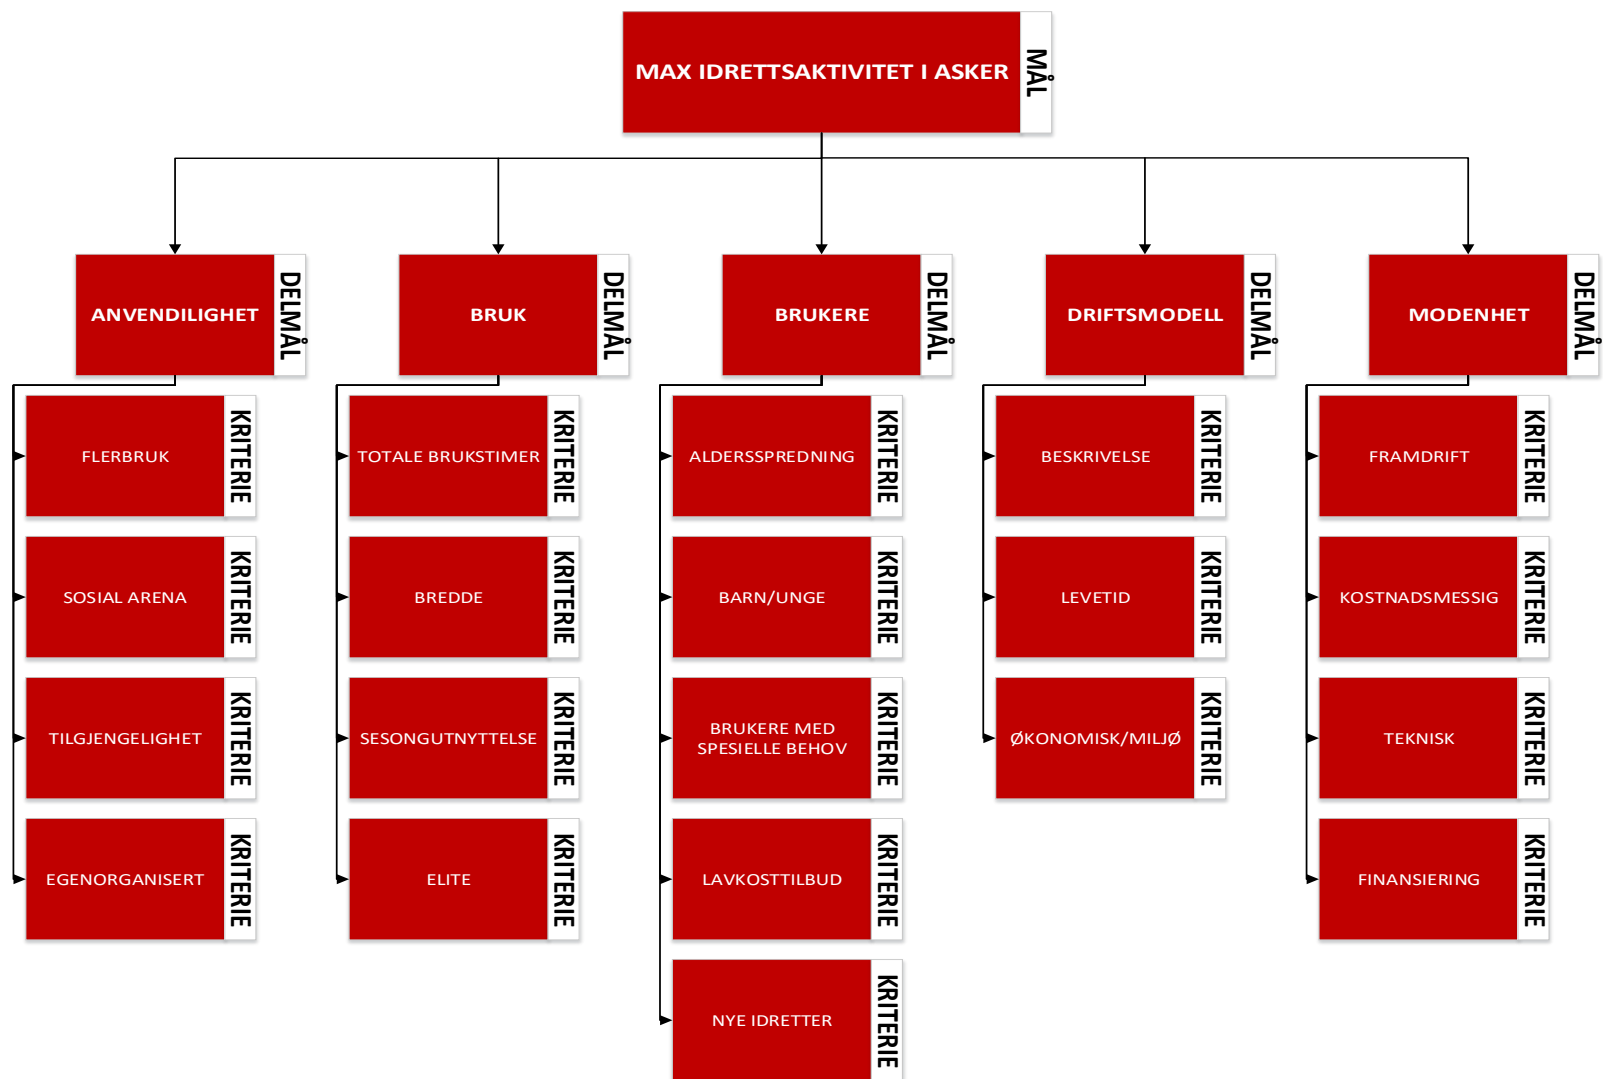 MAX IDRETTSAKTIVITET I ASKER
MÅL
ANVENDILIGHET
DELMÅL
BRUK
DELMÅL
BRUKERE
DELMÅL
DRIFTSMODELL
DELMÅL
MODENHET
DELMÅL
FLERBRUK
KRITERIE
SOSIAL ARENA
KRITERIE
TILGJENGELIGHET
KRITERIE
EGENORGANISERT
KRITERIE
TOTALE BRUKSTIMER
KRITERIE
BREDDE
KRITERIE
SESONGUTNYTTELSE
KRITERIE
ELITE
KRITERIE
ALDERSSPREDNING
KRITERIE
BARN/UNGE
KRITERIE
BRUKERE MED
SPESIELLE BEHOV
KRITERIE
LAVKOSTTILBUD
KRITERIE
NYE IDRETTER
KRITERIE
BESKRIVELSE
KRITERIE
LEVETID
KRITERIE
ØKONOMISK/MILJØ
KRITERIE
FRAMDRIFT
KRITERIE
KOSTNADSMESSIG
KRITERIE
TEKNISK
KRITERIE
FINANSIERING
KRITERIE